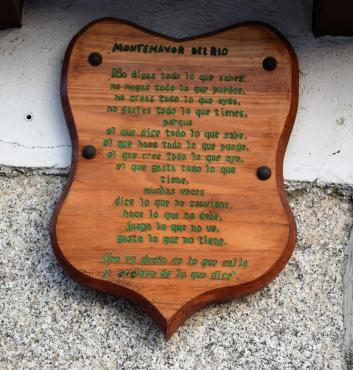 MONTEMAYOR DEL RIO
No digas todo lo que sabes,
no hagas todo lo que puedes,
no creas todo lo que oyes,
no gastes todo lo que tienes,
porque
el que dice todo lo que sabe,
el que hace todo lo que puede,
el que cree todo lo que oye,
el que gasta todo lo que
tiene,
muchas veces
dice lo que no conviene,
hace lo que no debe,
juzga lo que no ve,
gasta lo que no tiene.
Uno es dueño de lo que calla
y esclavo de lo que dice".